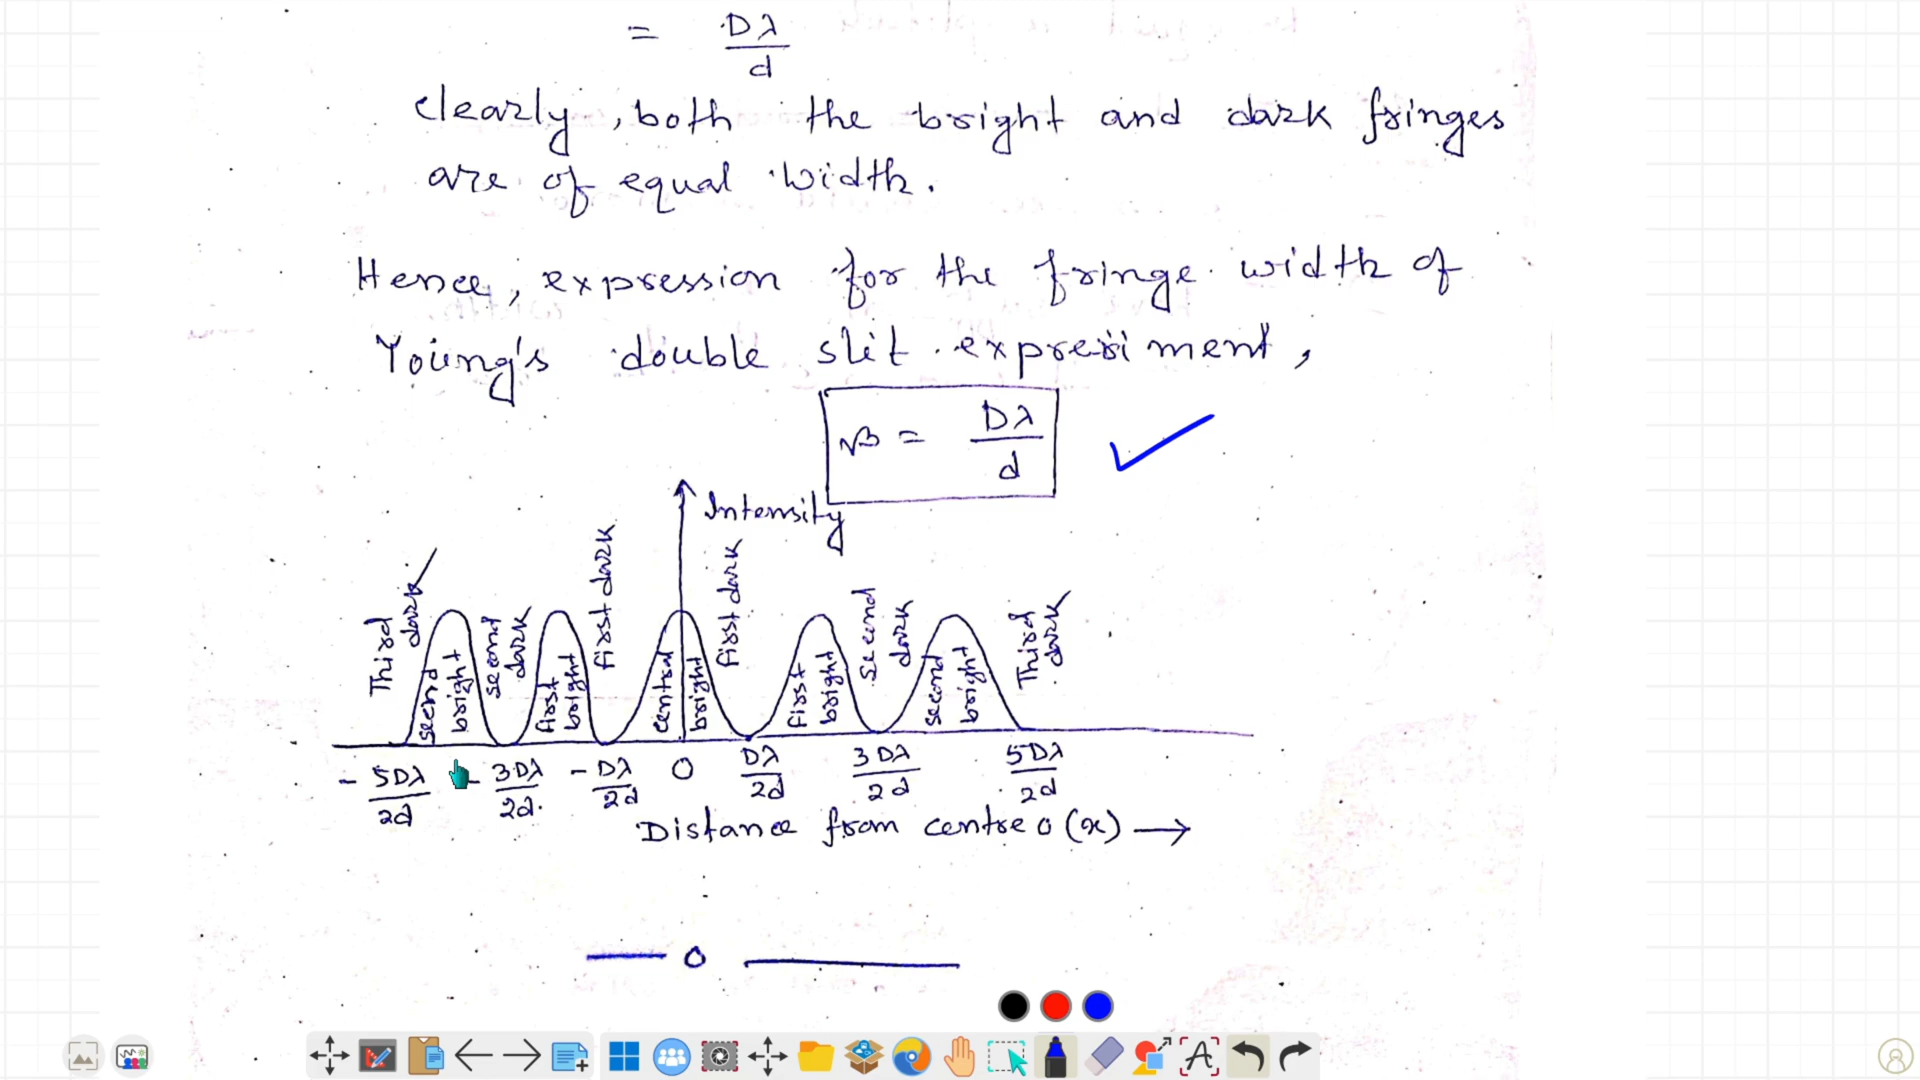 = Dλ/d
clearly, both the bright and dark fringes
are of equal width.
Hence, expression for the fringe width of
Young's double slit experiment,
β = Dλ/d
Intensity
Third dark
second bright
second dark
first bright
first dark
central bright
first dark
first bright
second dark
second bright
Third dark
- 5Dλ/2d - 3Dλ/2d - Dλ/2d 0 Dλ/2d 3Dλ/2d 5Dλ/2d
Distance from centre o (x) →
— 0 —